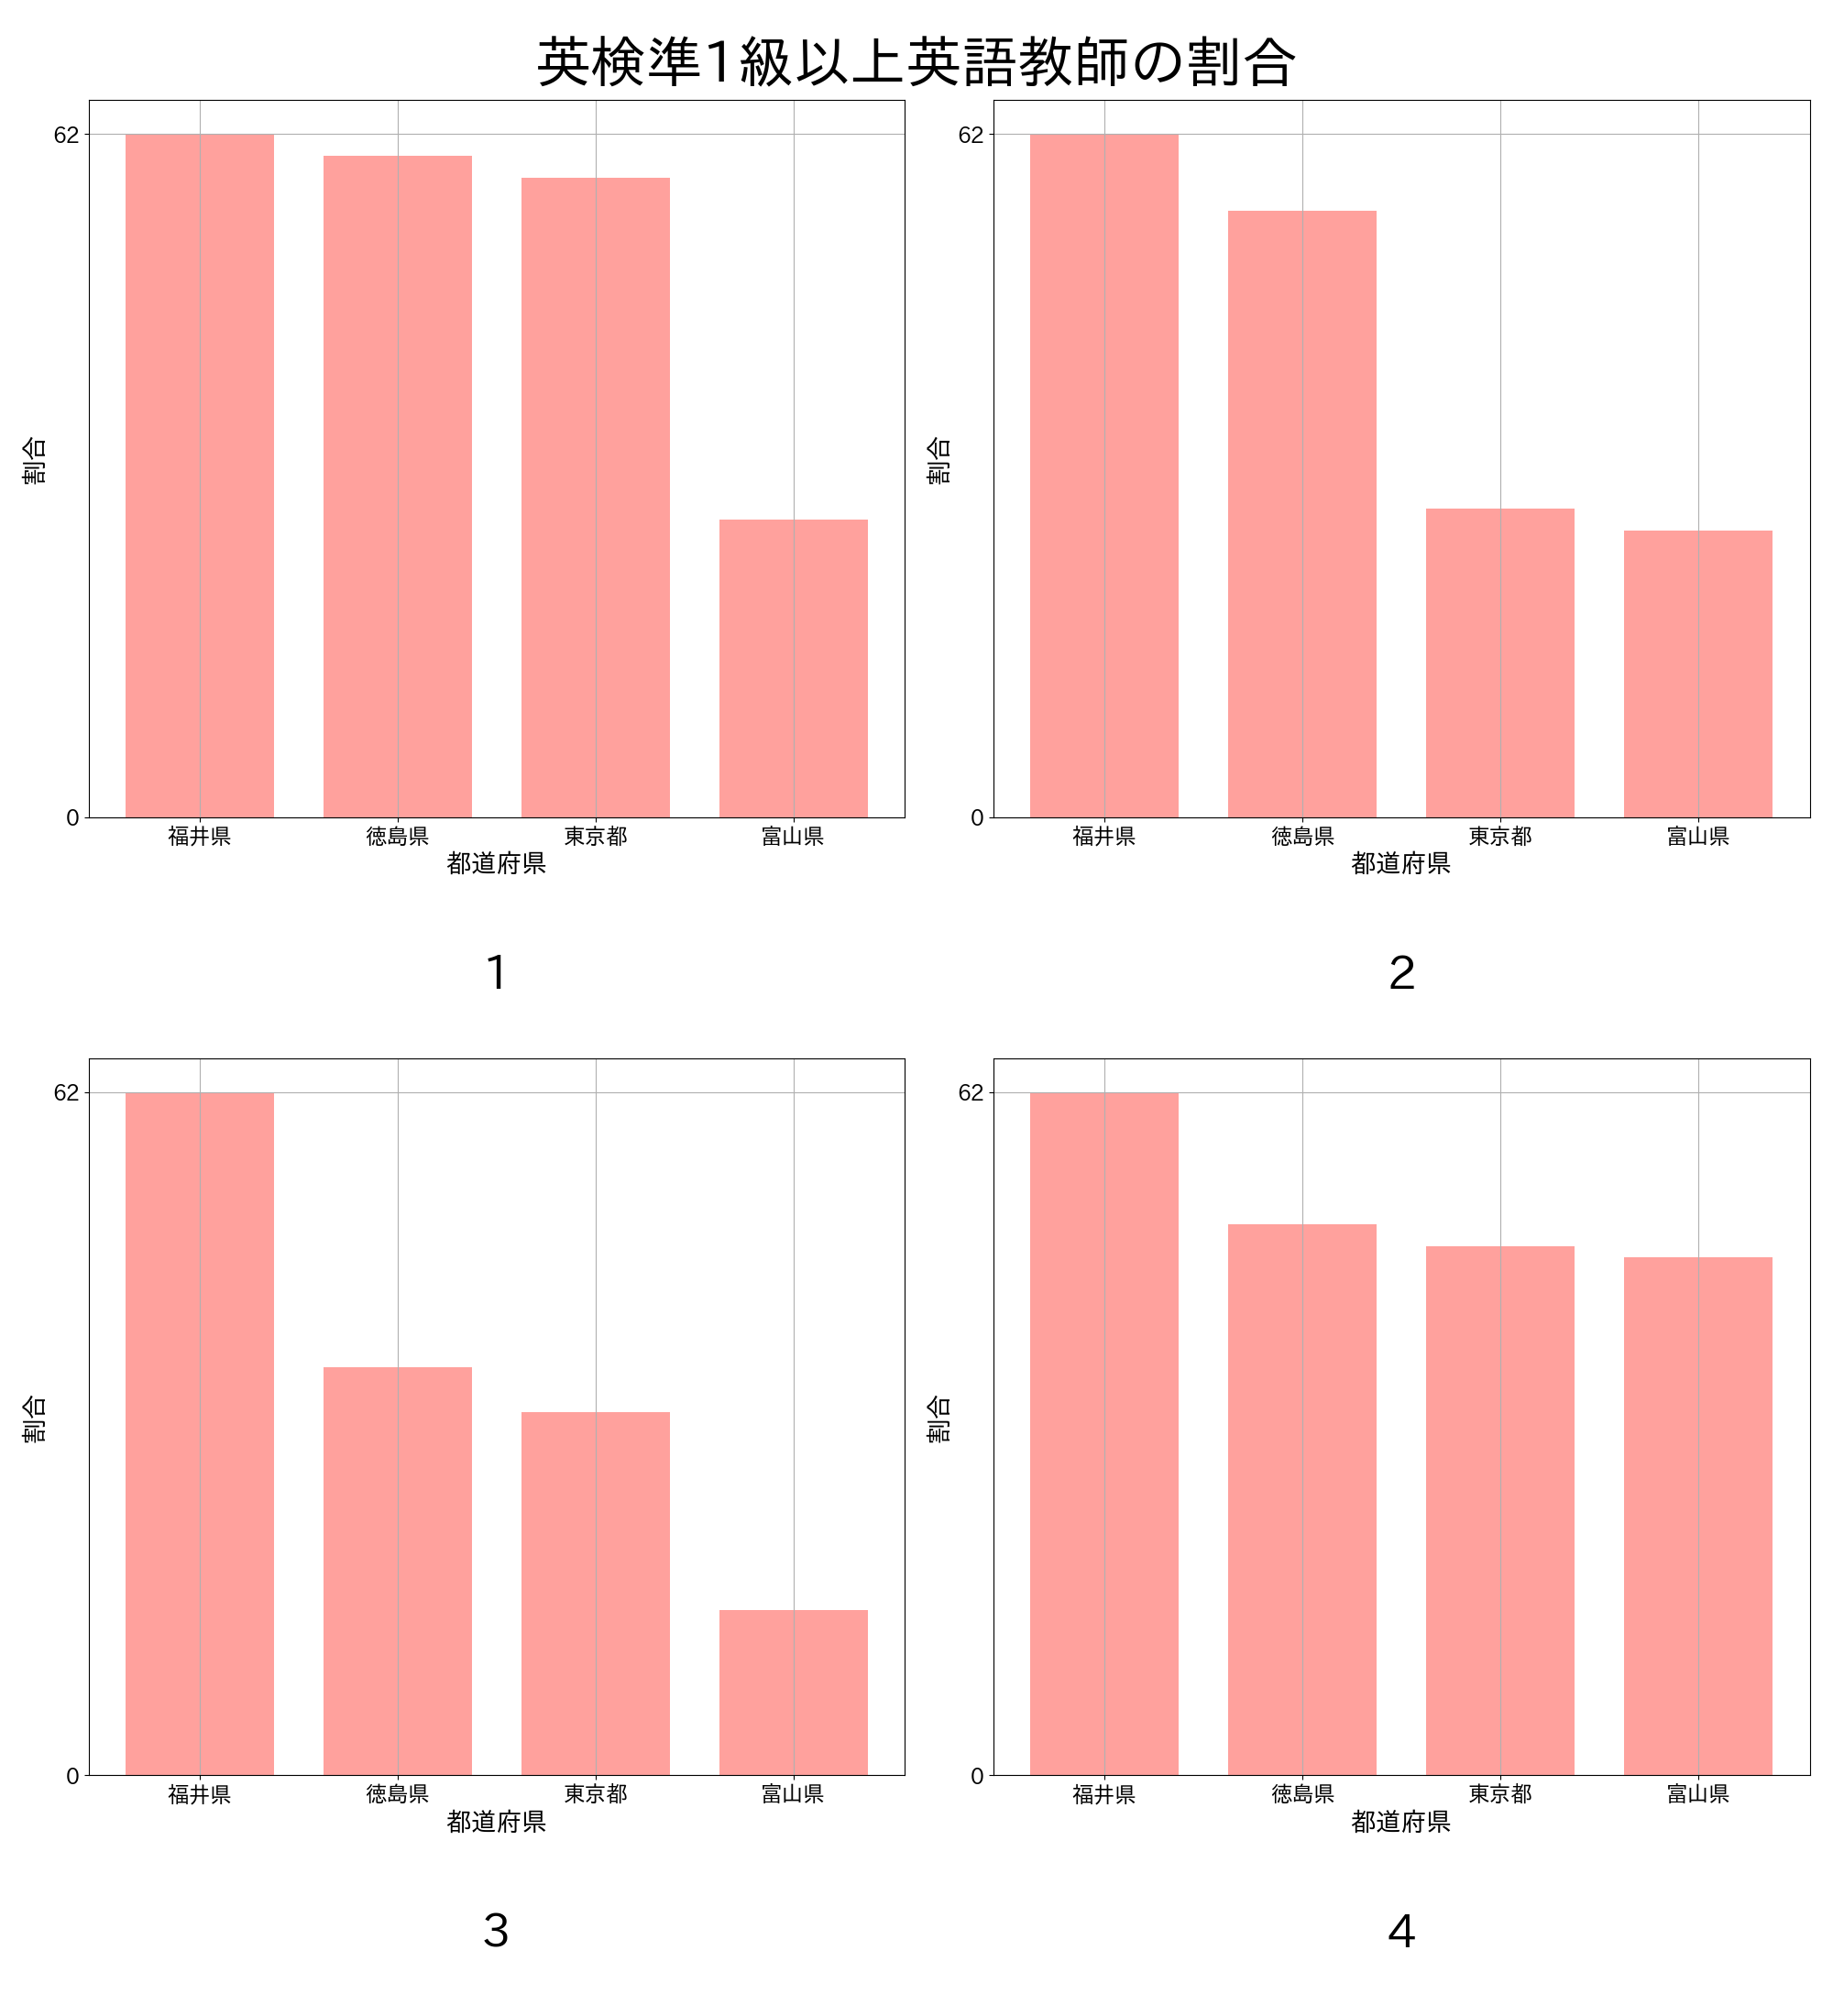 英検準1級以上英語教師の割合
62
0
割合
福井県 徳島県 東京都 富山県
都道府県
1
62
0
割合
福井県 徳島県 東京都 富山県
都道府県
2
62
0
割合
福井県 徳島県 東京都 富山県
都道府県
3
62
0
割合
福井県 徳島県 東京都 富山県
都道府県
4